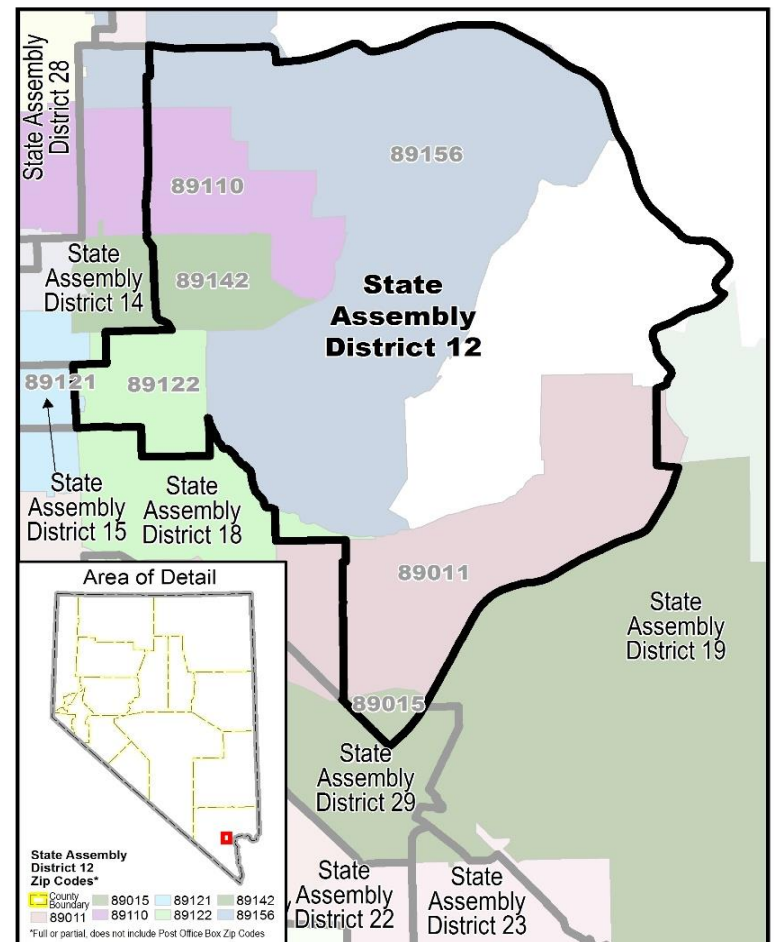 State Assembly
District 28
89156
89110
State
Assembly
District 14
89142
State
Assembly
District 12
89121
89122
State
Assembly
District 15
State
Assembly
District 18
89011
State
Assembly
District 19
89015
State
Assembly
District 29
State
Assembly
District 22
State
Assembly
District 23
Area of Detail
State Assembly
District 12
Zip Codes*
County
Boundary
89015 89121 89142
89011 89110 89122 89156
*Full or partial, does not include Post Office Box Zip Codes